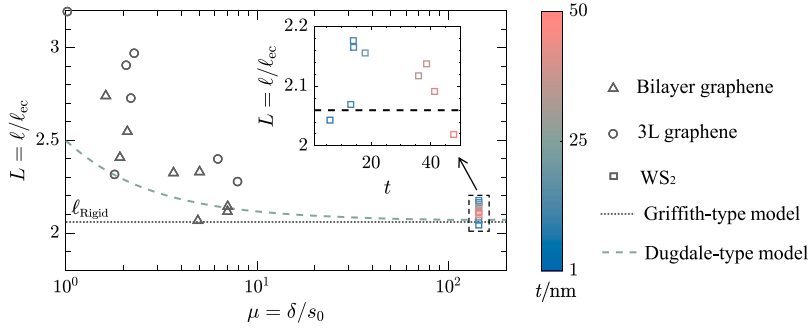 3
2.5
2
L = ℓ/ℓec
ℓRigid
10⁰
10¹
10²
μ = δ/s₀
2.2
2.1
2
L = ℓ/ℓec
20
40
t
50
25
1
t/nm
Bilayer graphene
3L graphene
WS₂
Griffith-type model
Dugdale-type model